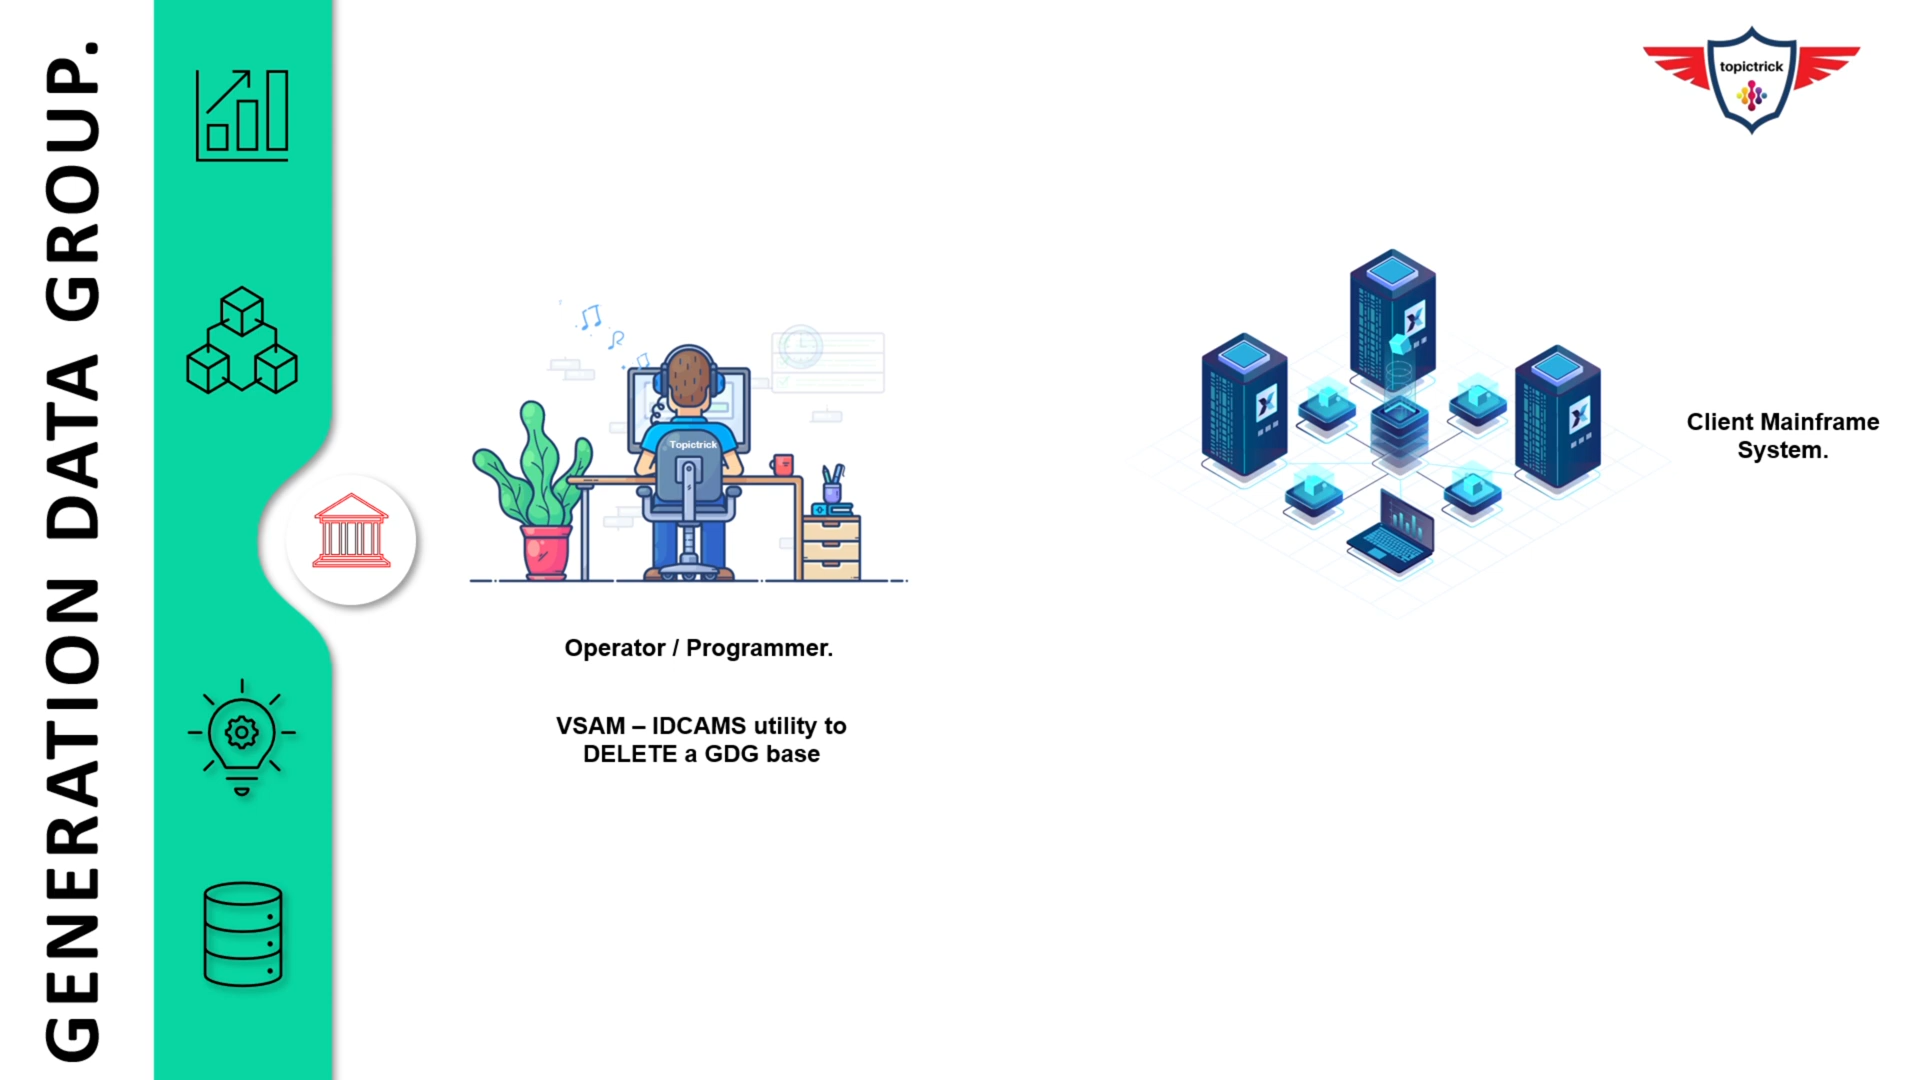 GENERATION DATA GROUP.
topictrick
Topictrick
Client Mainframe
System.
Operator / Programmer.
VSAM – IDCAMS utility to
DELETE a GDG base